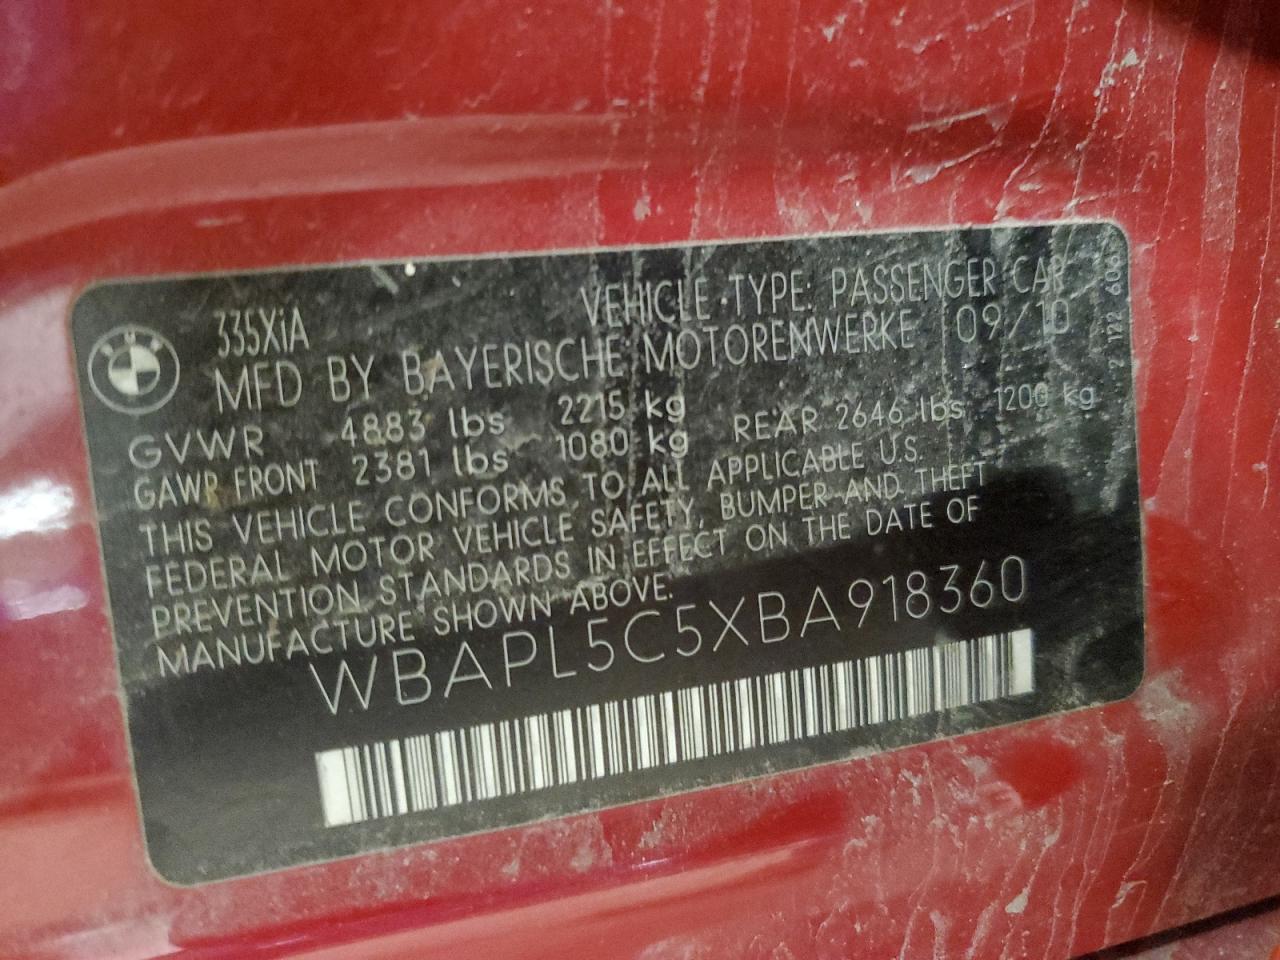 BMW
335XiA
VEHICLE TYPE: PASSENGER CAR
MFD BY BAYERISCHE MOTORENWERKE 09/10
GVWR 4883 lbs 2215 kg
GAWR FRONT 2381 lbs 1080 kg REAR 2646 lbs 1200 kg
THIS VEHICLE CONFORMS TO ALL APPLICABLE U.S.
FEDERAL MOTOR VEHICLE SAFETY, BUMPER AND THEFT
PREVENTION STANDARDS IN EFFECT ON THE DATE OF
MANUFACTURE SHOWN ABOVE.
WBAPL5C5XBA918360